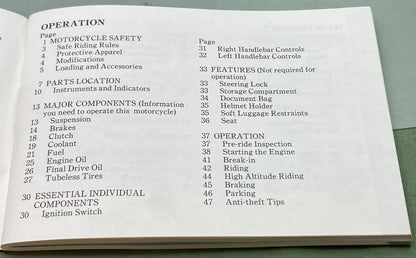 OPERATION
Page
1 MOTORCYCLE SAFETY
3 Safe Riding Rules
4 Protective Apparel
4 Modifications
5 Loading and Accessories
7 PARTS LOCATION
10 Instruments and Indicators
13 MAJOR COMPONENTS (Information
you need to operate this motorcycle)
13 Suspension
14 Brakes
18 Clutch
19 Coolant
21 Fuel
25 Engine Oil
26 Final Drive Oil
27 Tubeless Tires
30 ESSENTIAL INDIVIDUAL
COMPONENTS
30 Ignition Switch
Page
31 Right Handlebar Controls
32 Left Handlebar Controls
33 FEATURES (Not required for
operation)
33 Steering Lock
33 Storage Compartment
34 Document Bag
35 Helmet Holder
35 Soft Luggage Restraints
36 Seat
37 OPERATION
37 Pre-ride Inspection
38 Starting the Engine
41 Break-in
42 Riding
44 High Altitude Riding
45 Braking
46 Parking
47 Anti-theft Tips